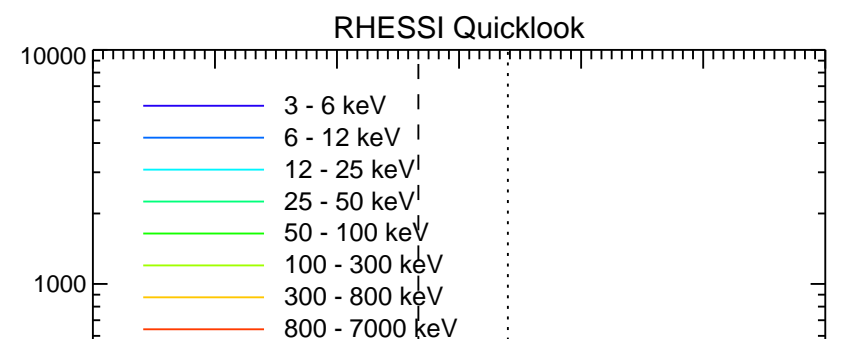 RHESSI Quicklook
10000
3 - 6 keV
6 - 12 keV
12 - 25 keV
25 - 50 keV
50 - 100 keV
100 - 300 keV
1000
300 - 800 keV
800 - 7000 keV